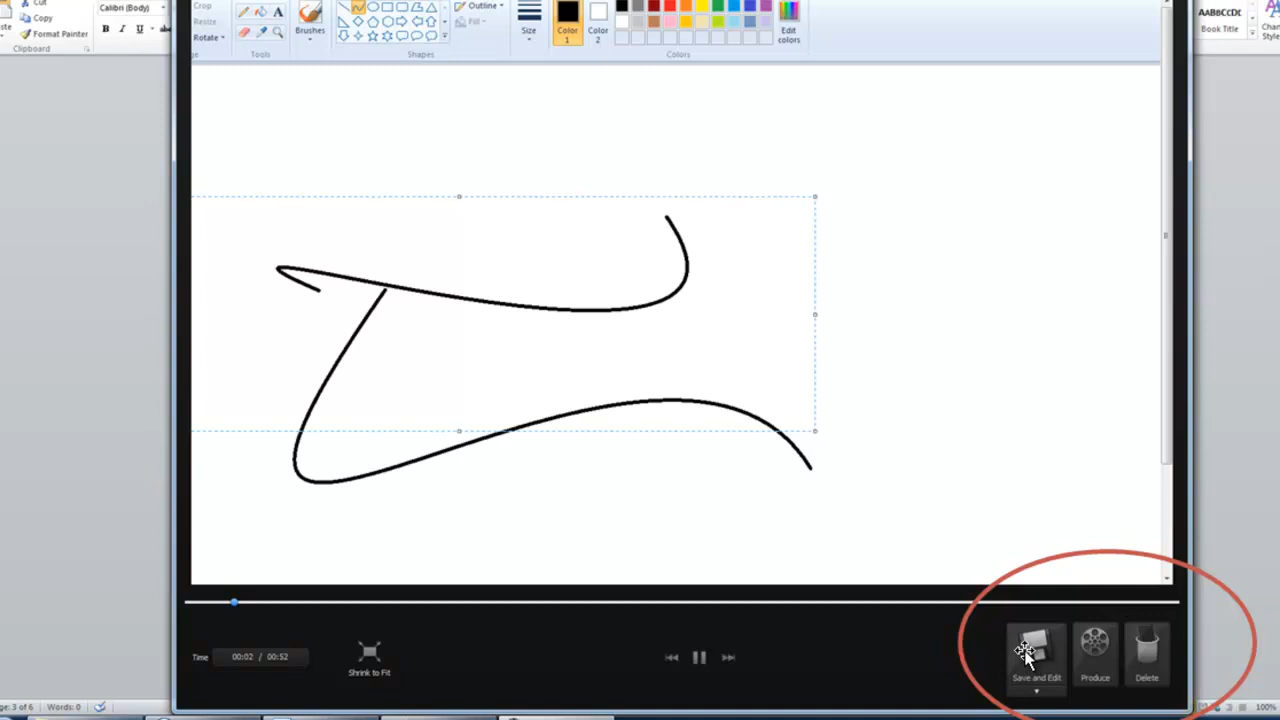 Cut
Copy
Format Painter
Clipboard
Calibri (Body)
B I U
Crop
Resize
Rotate
A
Tools
Brushes
Outline
Fill
Shapes
Size
Color 1
Color 2
Edit colors
Colors
AABBCCDE
Book Title
Time 00:02 / 00:52
Shrink to Fit
Save and Edit
Produce
Delete
Words: 0
100%